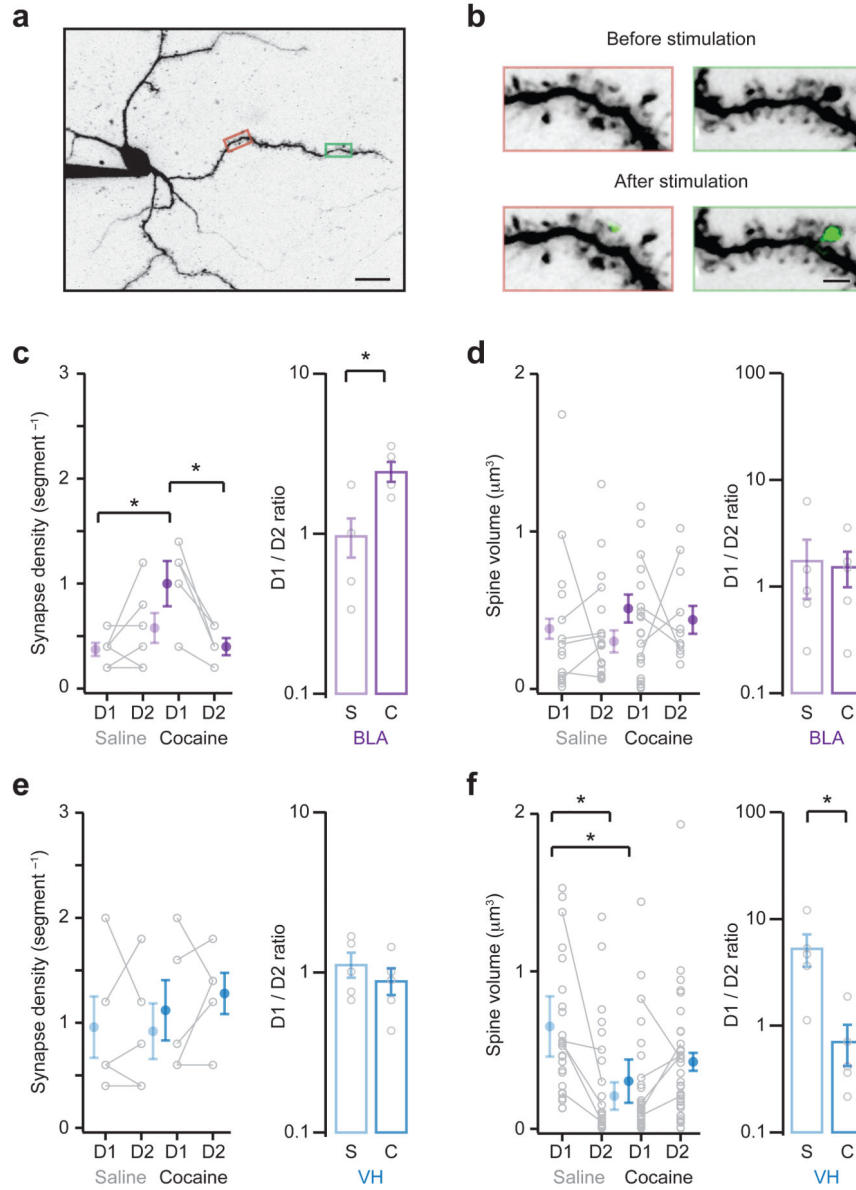 a
b
Before stimulation
After stimulation
c
3
2
1
0
Synapse density (segment ⁻¹)
*
*
D1 D2 D1 D2
Saline Cocaine
10
1
0.1
D1 / D2 ratio
*
S C
BLA
d
2
1
0
Spine volume (μm³)
D1 D2 D1 D2
Saline Cocaine
100
10
1
0.1
D1 / D2 ratio
S C
BLA
e
3
2
1
0
Synapse density (segment ⁻¹)
D1 D2 D1 D2
Saline Cocaine
10
1
0.1
D1 / D2 ratio
S C
VH
f
2
1
0
Spine volume (μm³)
*
*
D1 D2 D1 D2
Saline Cocaine
100
10
1
0.1
D1 / D2 ratio
*
S C
VH